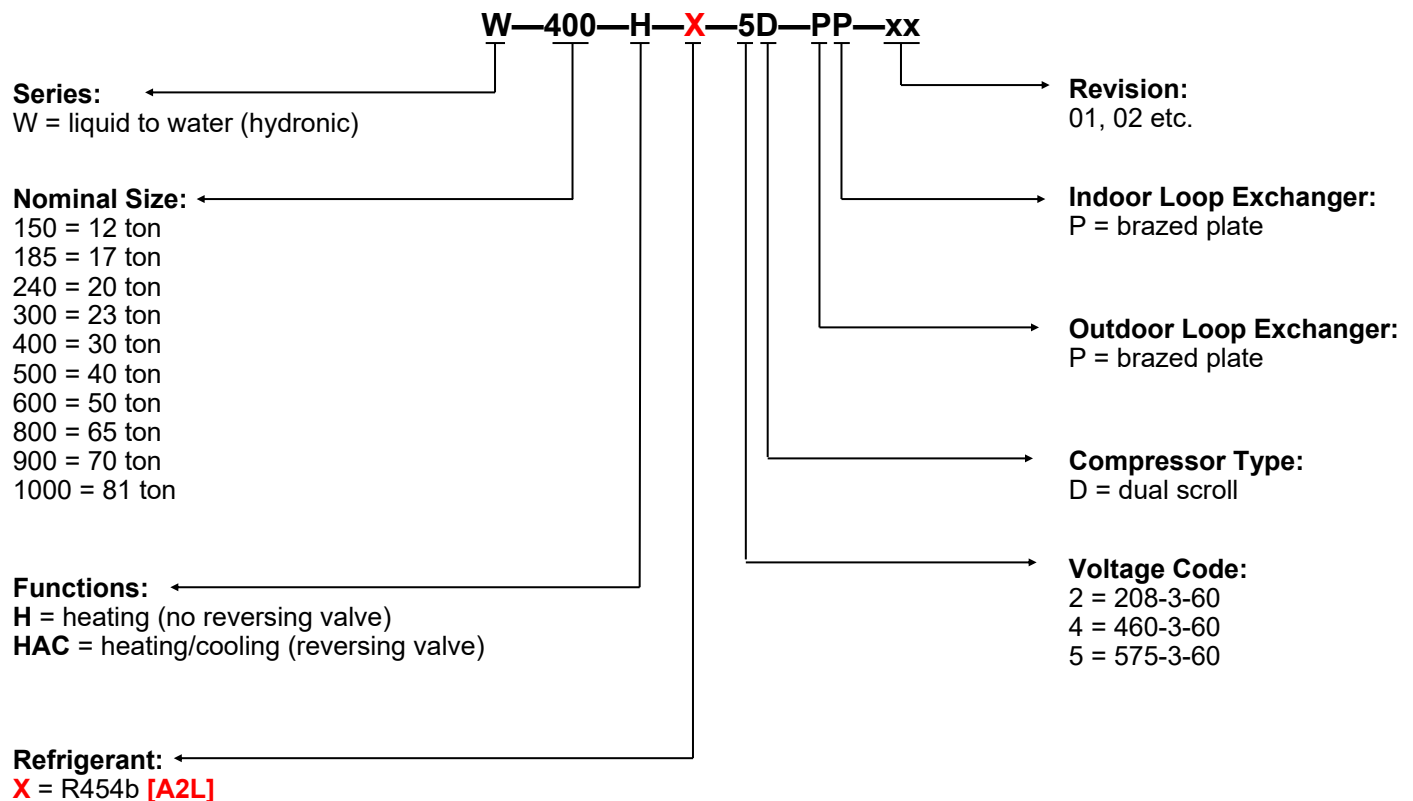 W—400—H—X—5D—PP—xx
Series:
W = liquid to water (hydronic)
Nominal Size:
150 = 12 ton
185 = 17 ton
240 = 20 ton
300 = 23 ton
400 = 30 ton
500 = 40 ton
600 = 50 ton
800 = 65 ton
900 = 70 ton
1000 = 81 ton
Functions:
H = heating (no reversing valve)
HAC = heating/cooling (reversing valve)
Refrigerant:
X = R454b [A2L]
Revision:
01, 02 etc.
Indoor Loop Exchanger:
P = brazed plate
Outdoor Loop Exchanger:
P = brazed plate
Compressor Type:
D = dual scroll
Voltage Code:
2 = 208-3-60
4 = 460-3-60
5 = 575-3-60